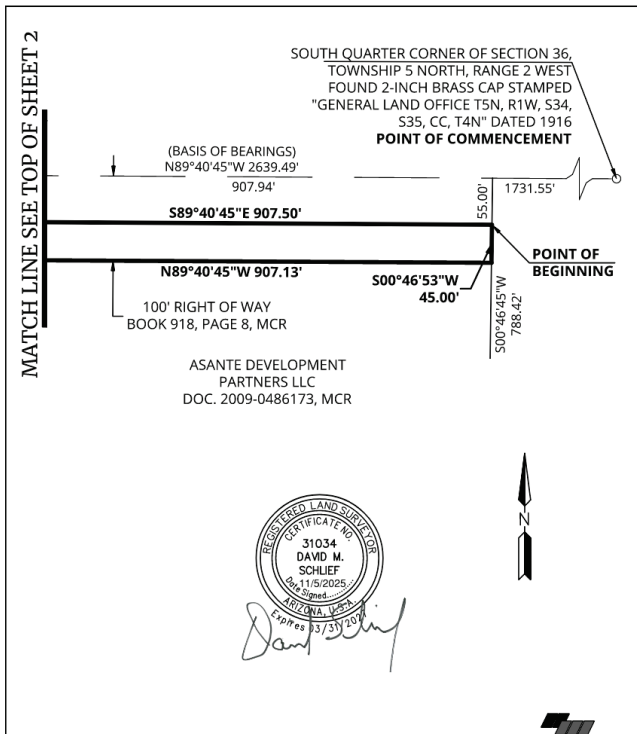 MATCH LINE SEE TOP OF SHEET 2
SOUTH QUARTER CORNER OF SECTION 36,
TOWNSHIP 5 NORTH, RANGE 2 WEST
FOUND 2-INCH BRASS CAP STAMPED
"GENERAL LAND OFFICE T5N, R1W, S34,
S35, CC, T4N" DATED 1916
POINT OF COMMENCEMENT
(BASIS OF BEARINGS)
N89°40'45"W 2639.49'
907.94'
1731.55'
55.00'
S89°40'45"E 907.50'
POINT OF
BEGINNING
N89°40'45"W 907.13'
S00°46'53"W
45.00'
S00°46'45"W
788.42'
100' RIGHT OF WAY
BOOK 918, PAGE 8, MCR
ASANTE DEVELOPMENT
PARTNERS LLC
DOC. 2009-0486173, MCR
REGISTERED LAND SURVEYOR
CERTIFICATE NO.
31034
DAVID M.
SCHLIEF
11/5/2025
Date Signed
ARIZONA, U.S.A.
Expires 03/31/2027
N